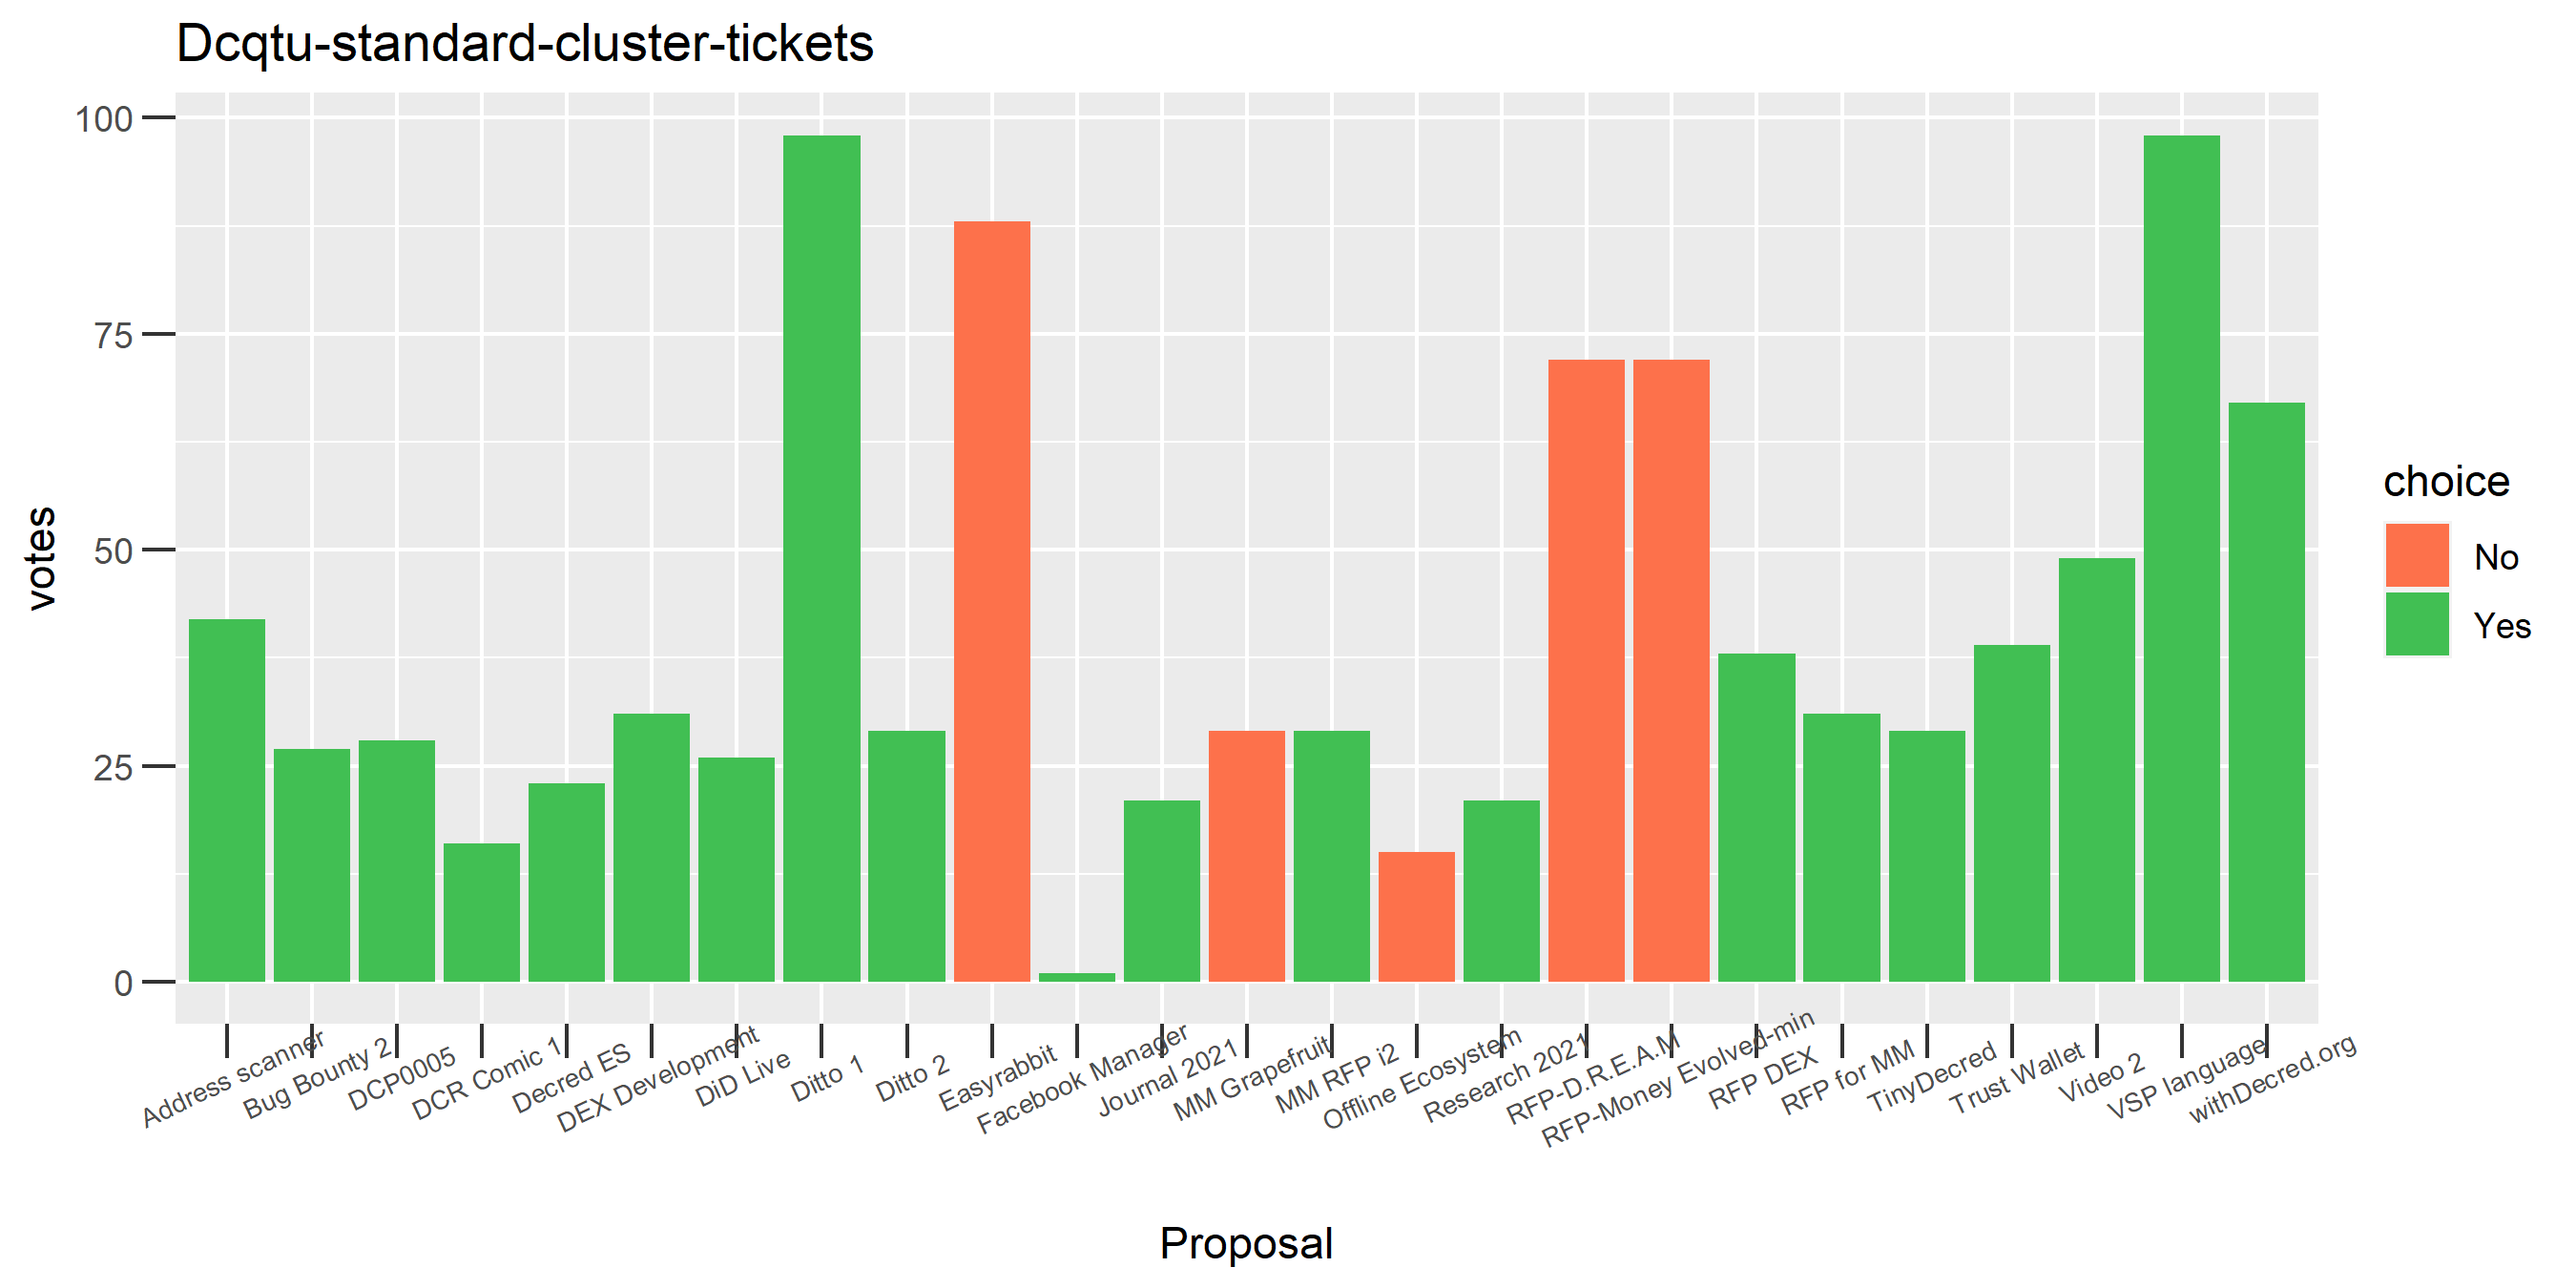 Dcqtu-standard-cluster-tickets
100
75
50
25
0
votes
Address scanner
Bug Bounty 2
DCP0005
DCR Comic 1
Decred ES
DEX Development
DiD Live
Ditto 1
Ditto 2
Easyrabbit
Facebook Manager
Journal 2021
MM Grapefruit
MM RFP i2
Offline Ecosystem
Research 2021
RFP-D.R.E.A.M
RFP-Money Evolved-min
RFP DEX
RFP for MM
TinyDecred
Trust Wallet
Video 2
VSP language
withDecred.org
Proposal
choice
No
Yes